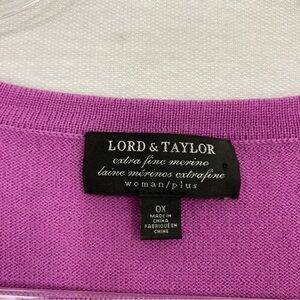 LORD & TAYLOR
extra fine merino
laine mérinos extrafine
woman/plus
0X
MADE IN
CHINA
FABRIQUÉ EN
CHINE